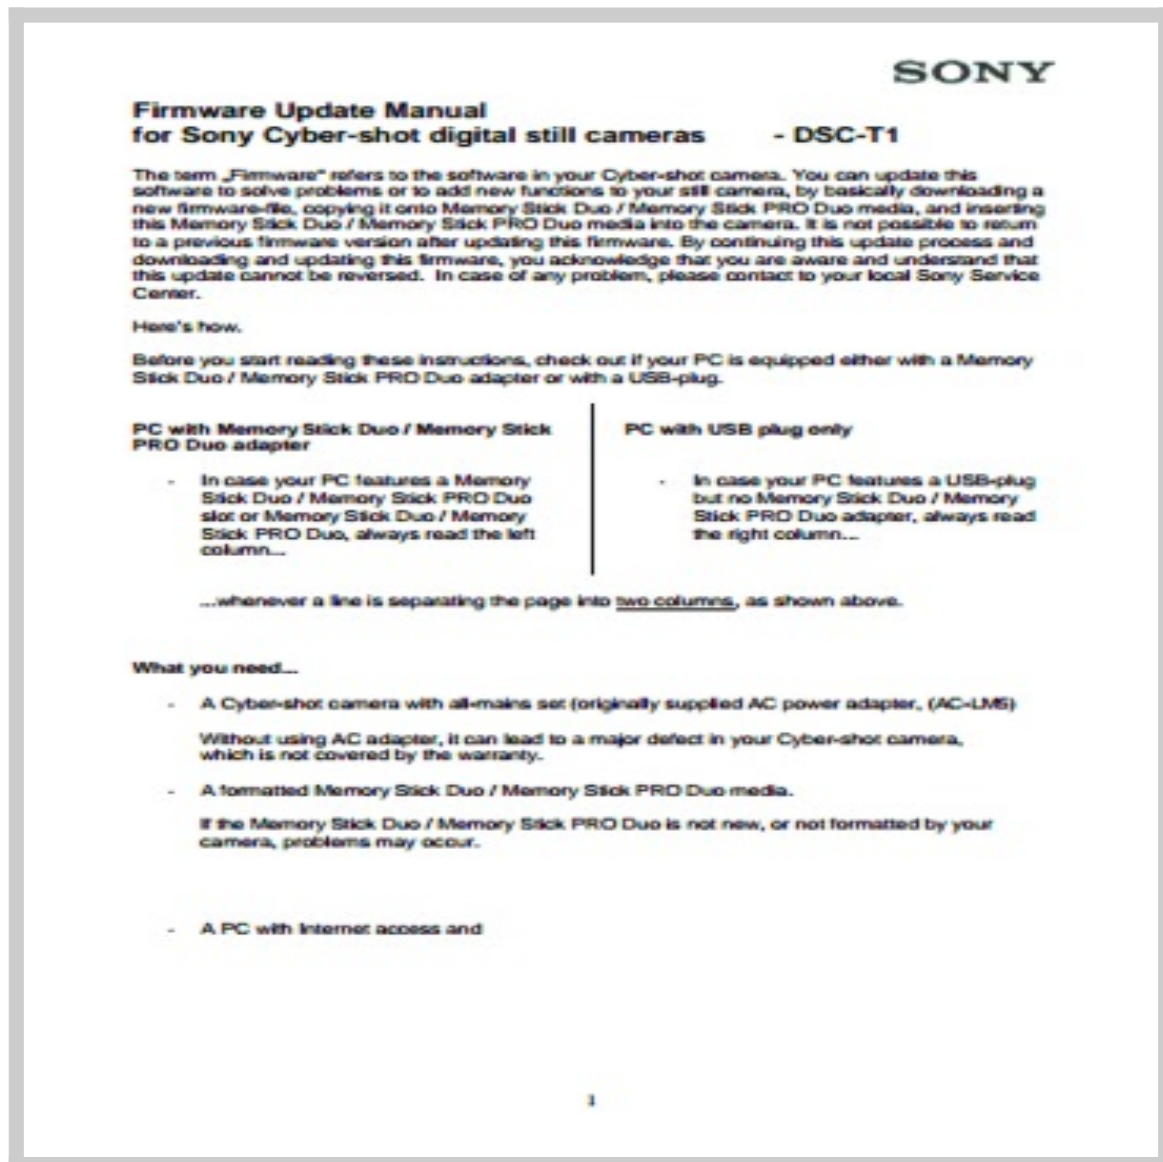 SONY
Firmware Update Manual
for Sony Cyber-shot digital still cameras - DSC-T1
The term „Firmware" refers to the software in your Cyber-shot camera. You can update this
software to solve problems or to add new functions to your still camera, by basically downloading a
new firmware-file, copying it onto Memory Stick Duo / Memory Stick PRO Duo media, and inserting
this Memory Stick Duo / Memory Stick PRO Duo media into the camera. It is not possible to return
to a previous firmware version after updating this firmware. By continuing this update process and
downloading and updating this firmware, you acknowledge that you are aware and understand that
this update cannot be reversed. In case of any problem, please contact to your local Sony Service
Center.
Here's how.
Before you start reading these instructions, check out if your PC is equipped either with a Memory
Stick Duo / Memory Stick PRO Duo adapter or with a USB-plug.
PC with Memory Stick Duo / Memory Stick
PRO Duo adapter
- In case your PC features a Memory
Stick Duo / Memory Stick PRO Duo
slot or Memory Stick Duo / Memory
Stick PRO Duo, always read the left
column...
PC with USB plug only
- In case your PC features a USB-plug
but no Memory Stick Duo / Memory
Stick PRO Duo adapter, always read
the right column...
...whenever a line is separating the page into two columns, as shown above.
What you need...
- A Cyber-shot camera with all-mains set (originally supplied AC power adapter, (AC-LM5)
Without using AC adapter, it can lead to a major defect in your Cyber-shot camera,
which is not covered by the warranty.
- A formatted Memory Stick Duo / Memory Stick PRO Duo media.
If the Memory Stick Duo / Memory Stick PRO Duo is not new, or not formatted by your
camera, problems may occur.
- A PC with Internet access and
1